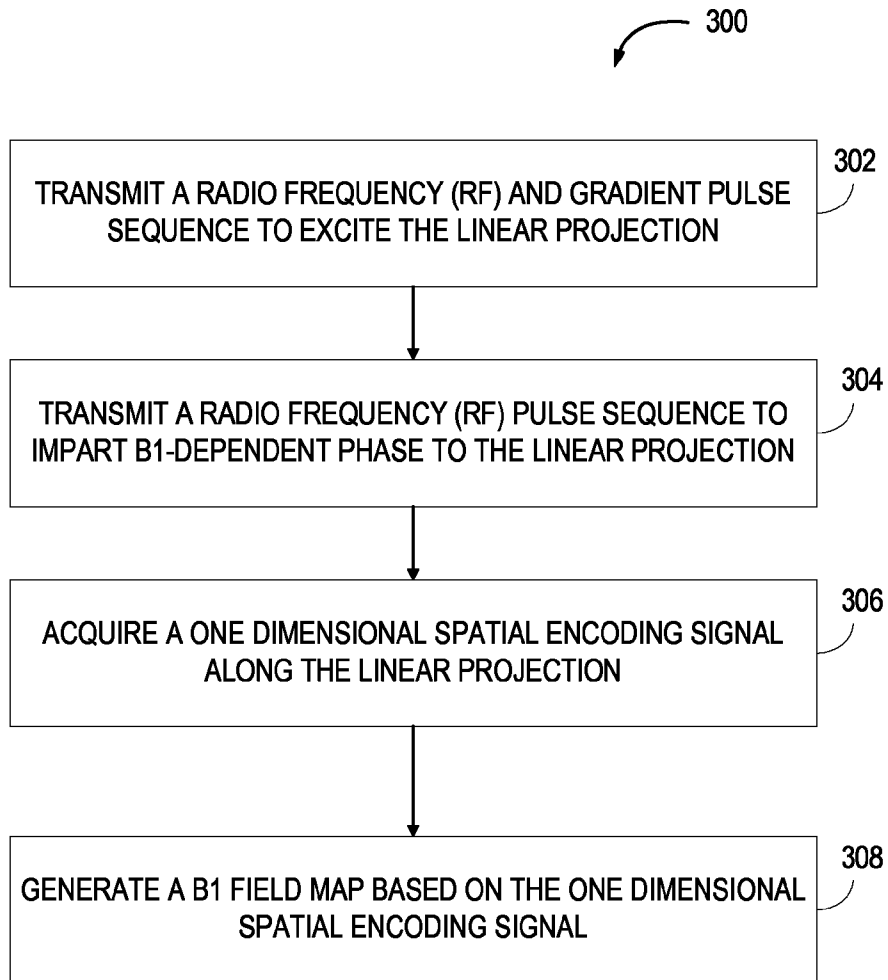 300
302
TRANSMIT A RADIO FREQUENCY (RF) AND GRADIENT PULSE
SEQUENCE TO EXCITE THE LINEAR PROJECTION
304
TRANSMIT A RADIO FREQUENCY (RF) PULSE SEQUENCE TO
IMPART B1-DEPENDENT PHASE TO THE LINEAR PROJECTION
306
ACQUIRE A ONE DIMENSIONAL SPATIAL ENCODING SIGNAL
ALONG THE LINEAR PROJECTION
308
GENERATE A B1 FIELD MAP BASED ON THE ONE DIMENSIONAL
SPATIAL ENCODING SIGNAL